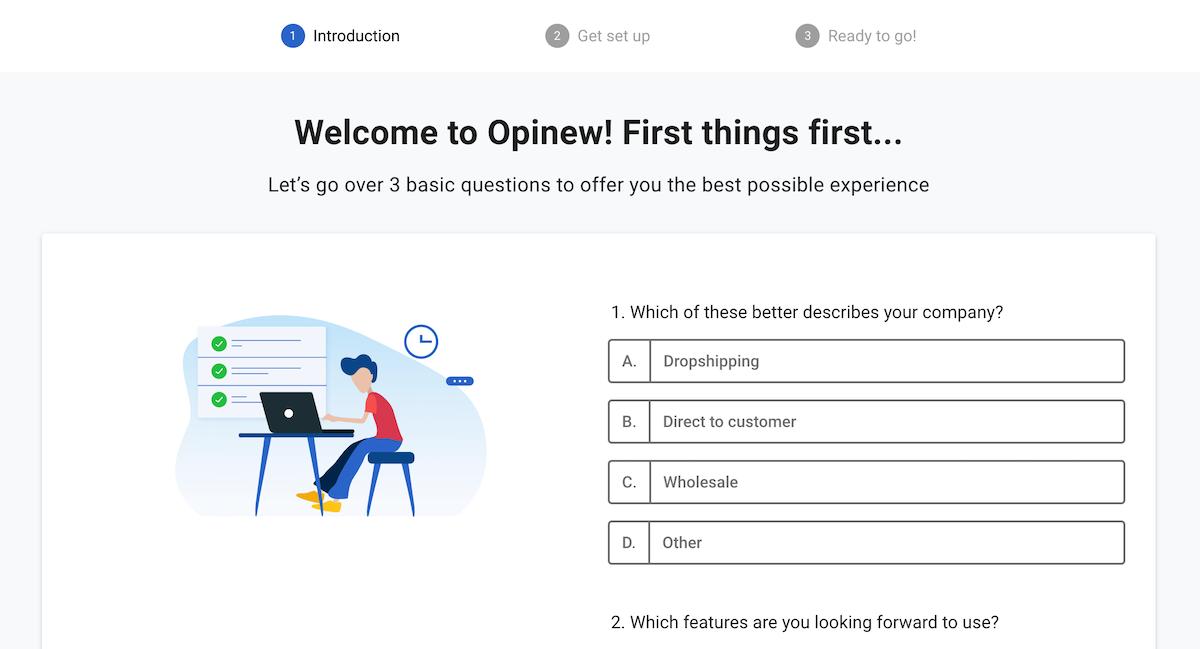 1 Introduction
2 Get set up
3 Ready to go!
Welcome to Opinew! First things first...
Let’s go over 3 basic questions to offer you the best possible experience
1. Which of these better describes your company?
A. Dropshipping
B. Direct to customer
C. Wholesale
D. Other
2. Which features are you looking forward to use?